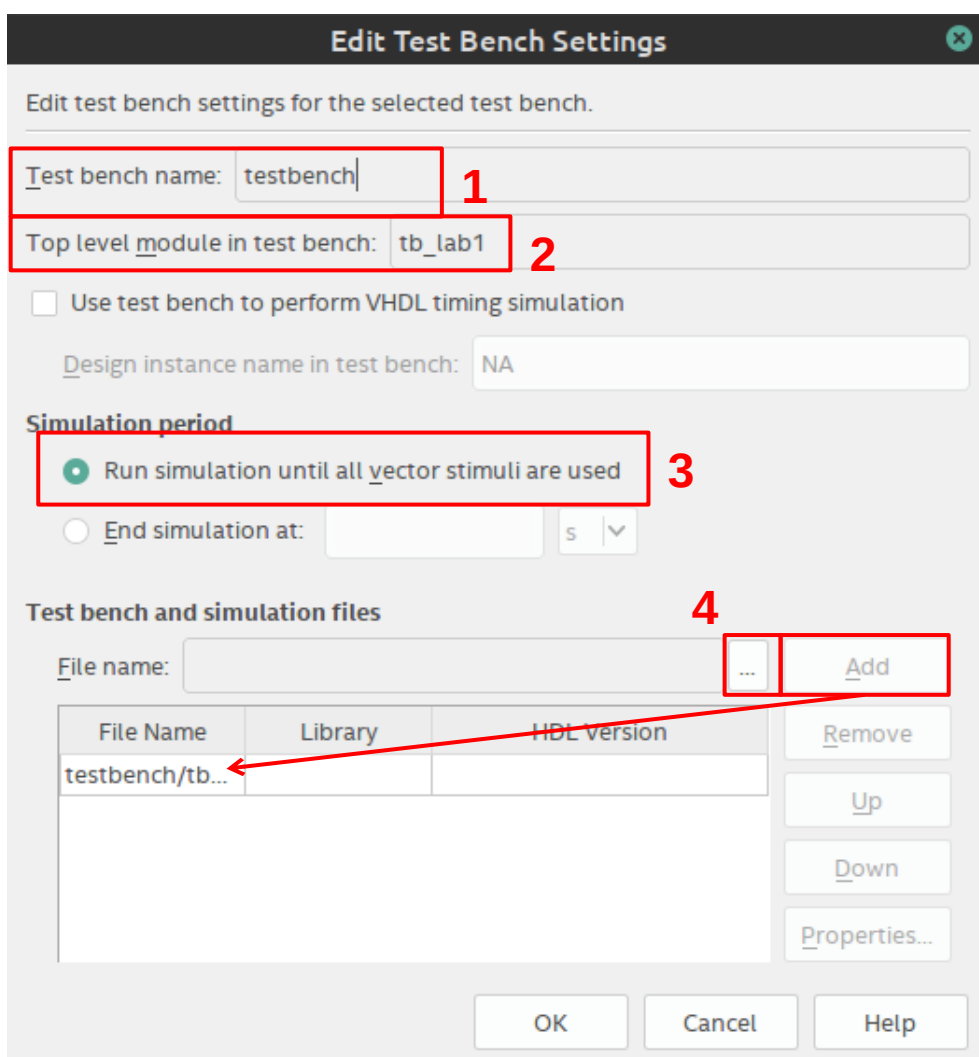 Edit Test Bench Settings
Edit test bench settings for the selected test bench.
Test bench name: testbench 1
Top level module in test bench: tb_lab1 2
Use test bench to perform VHDL timing simulation
Design instance name in test bench: NA
Simulation period
Run simulation until all vector stimuli are used 3
End simulation at: s
Test bench and simulation files 4
File name: ... Add
File Name Library HDL Version Remove
testbench/tb...
Up
Down
Properties...
OK Cancel Help